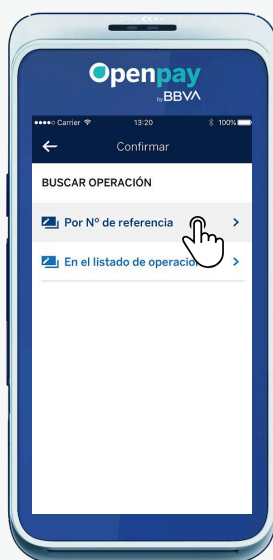 Openpay
by BBVA
Carrier 13:20 100%
Confirmar
BUSCAR OPERACIÓN
Por Nº de referencia
En el listado de operacio